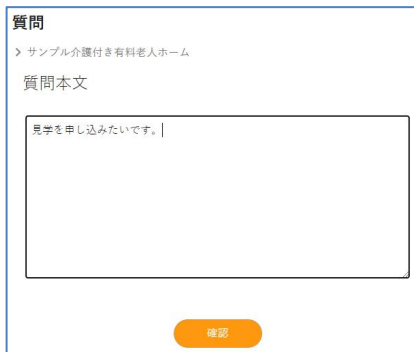 質問
> サンプル介護付き有料老人ホーム
質問本文
見学を申し込みたいです。
確認